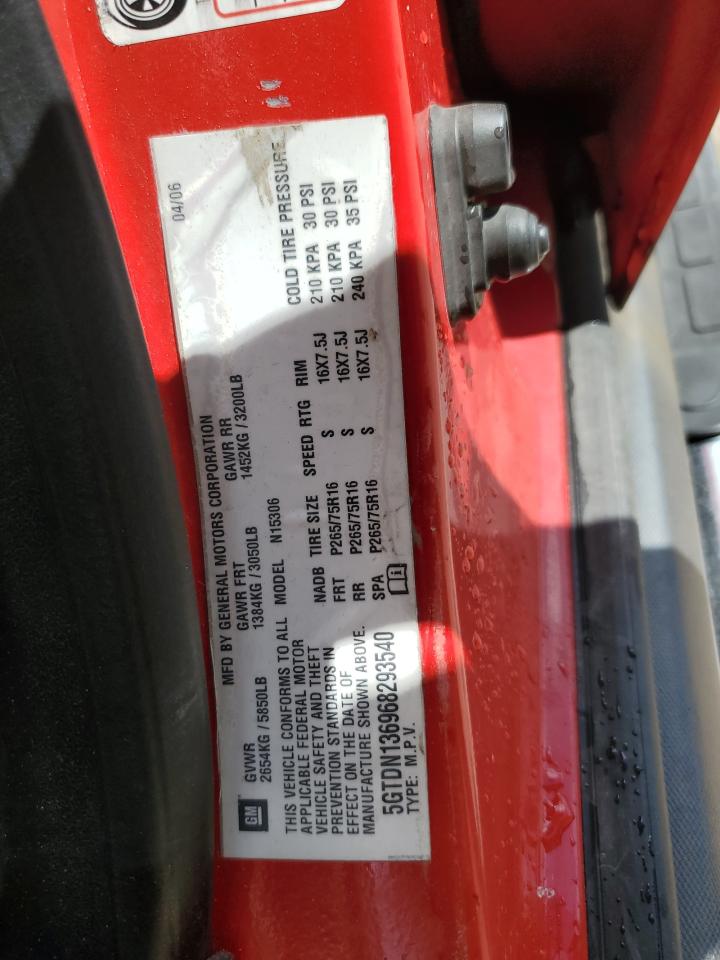 MFD BY GENERAL MOTORS CORPORATION 04/06
GM
GVWR GAWR FRT GAWR RR
2654KG / 5850LB 1384KG / 3050LB 1452KG / 3200LB
THIS VEHICLE CONFORMS TO ALL
APPLICABLE FEDERAL MOTOR
VEHICLE SAFETY AND THEFT
PREVENTION STANDARDS IN
EFFECT ON THE DATE OF
MANUFACTURE SHOWN ABOVE.
MODEL N15306
COLD TIRE PRESSURE
NADB TIRE SIZE SPEED RTG RIM
FRT P265/75R16 S 16X7.5J 210 KPA 30 PSI
RR P265/75R16 S 16X7.5J 210 KPA 30 PSI
SPA P265/75R16 S 16X7.5J 240 KPA 35 PSI
5GTDN136968293540
TYPE: M.P.V.